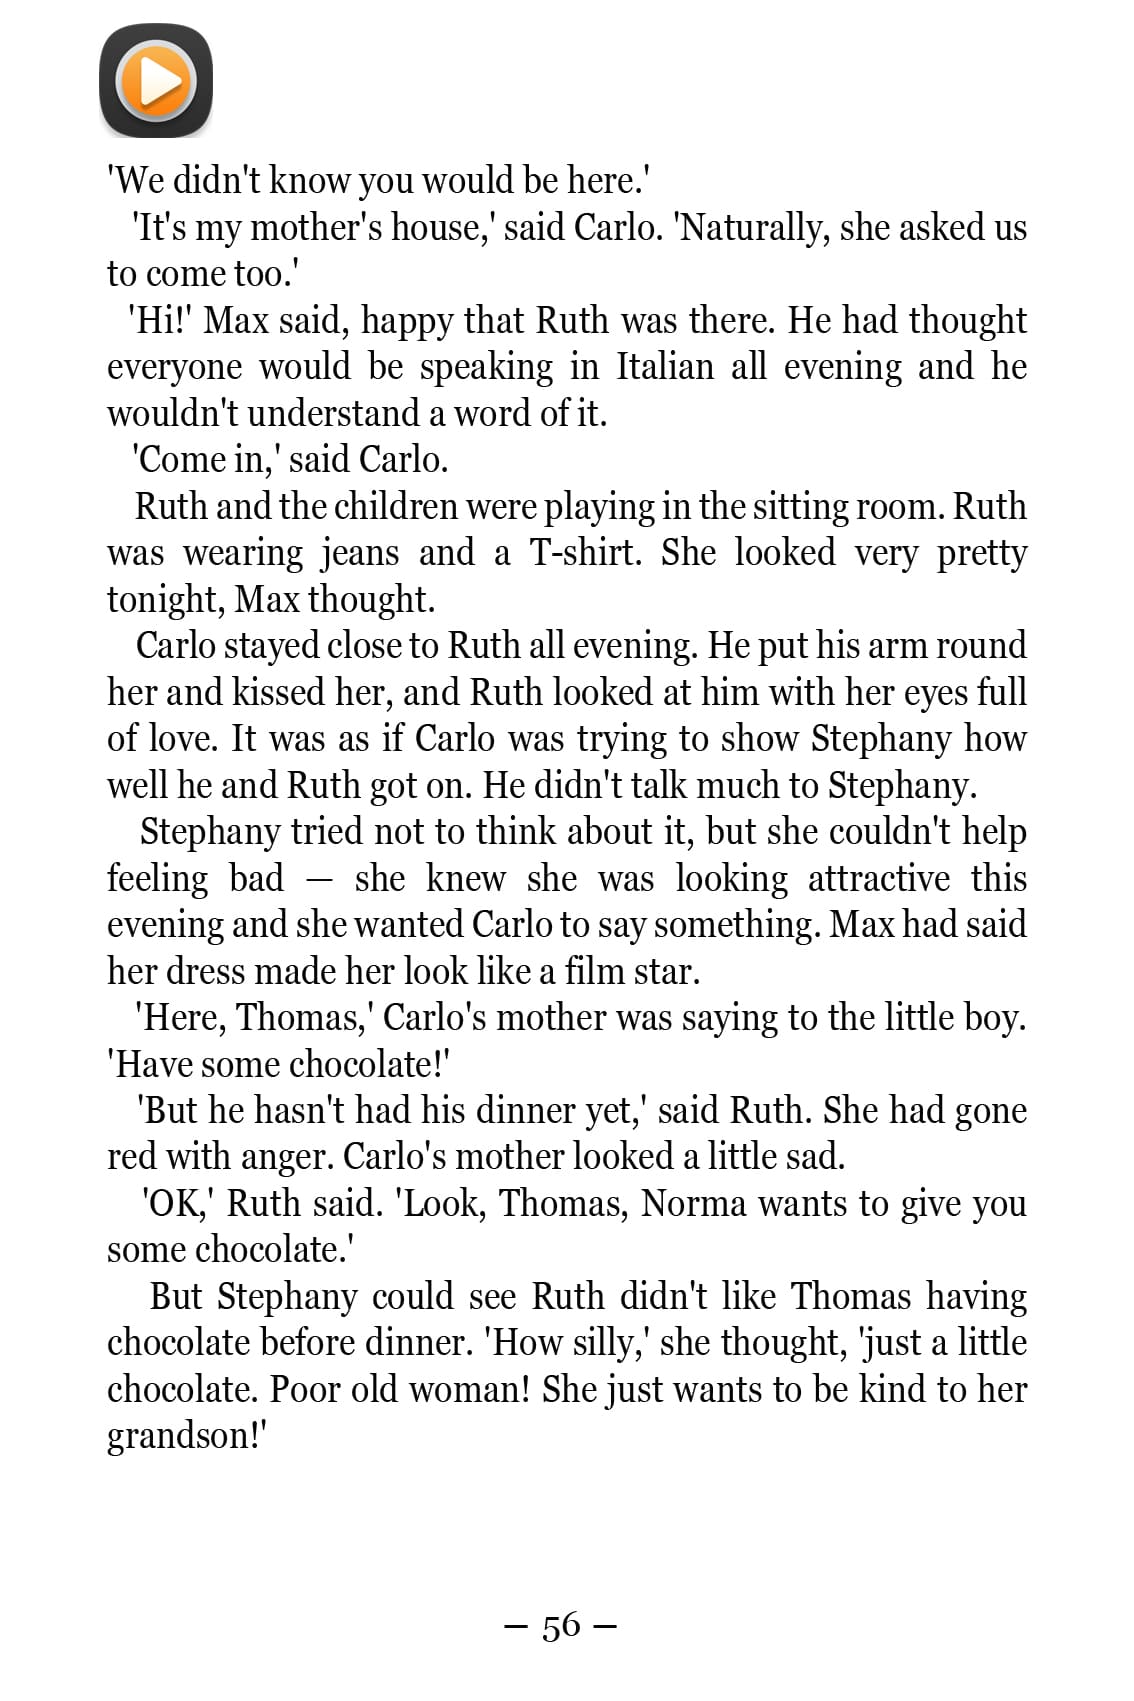 'We didn't know you would be here.'
'It's my mother's house,' said Carlo. 'Naturally, she asked us
to come too.'
'Hi!' Max said, happy that Ruth was there. He had thought
everyone would be speaking in Italian all evening and he
wouldn't understand a word of it.
'Come in,' said Carlo.
Ruth and the children were playing in the sitting room. Ruth
was wearing jeans and a T-shirt. She looked very pretty
tonight, Max thought.
Carlo stayed close to Ruth all evening. He put his arm round
her and kissed her, and Ruth looked at him with her eyes full
of love. It was as if Carlo was trying to show Stephany how
well he and Ruth got on. He didn't talk much to Stephany.
Stephany tried not to think about it, but she couldn't help
feeling bad — she knew she was looking attractive this
evening and she wanted Carlo to say something. Max had said
her dress made her look like a film star.
'Here, Thomas,' Carlo's mother was saying to the little boy.
'Have some chocolate!'
'But he hasn't had his dinner yet,' said Ruth. She had gone
red with anger. Carlo's mother looked a little sad.
'OK,' Ruth said. 'Look, Thomas, Norma wants to give you
some chocolate.'
But Stephany could see Ruth didn't like Thomas having
chocolate before dinner. 'How silly,' she thought, 'just a little
chocolate. Poor old woman! She just wants to be kind to her
grandson!'
— 56 —